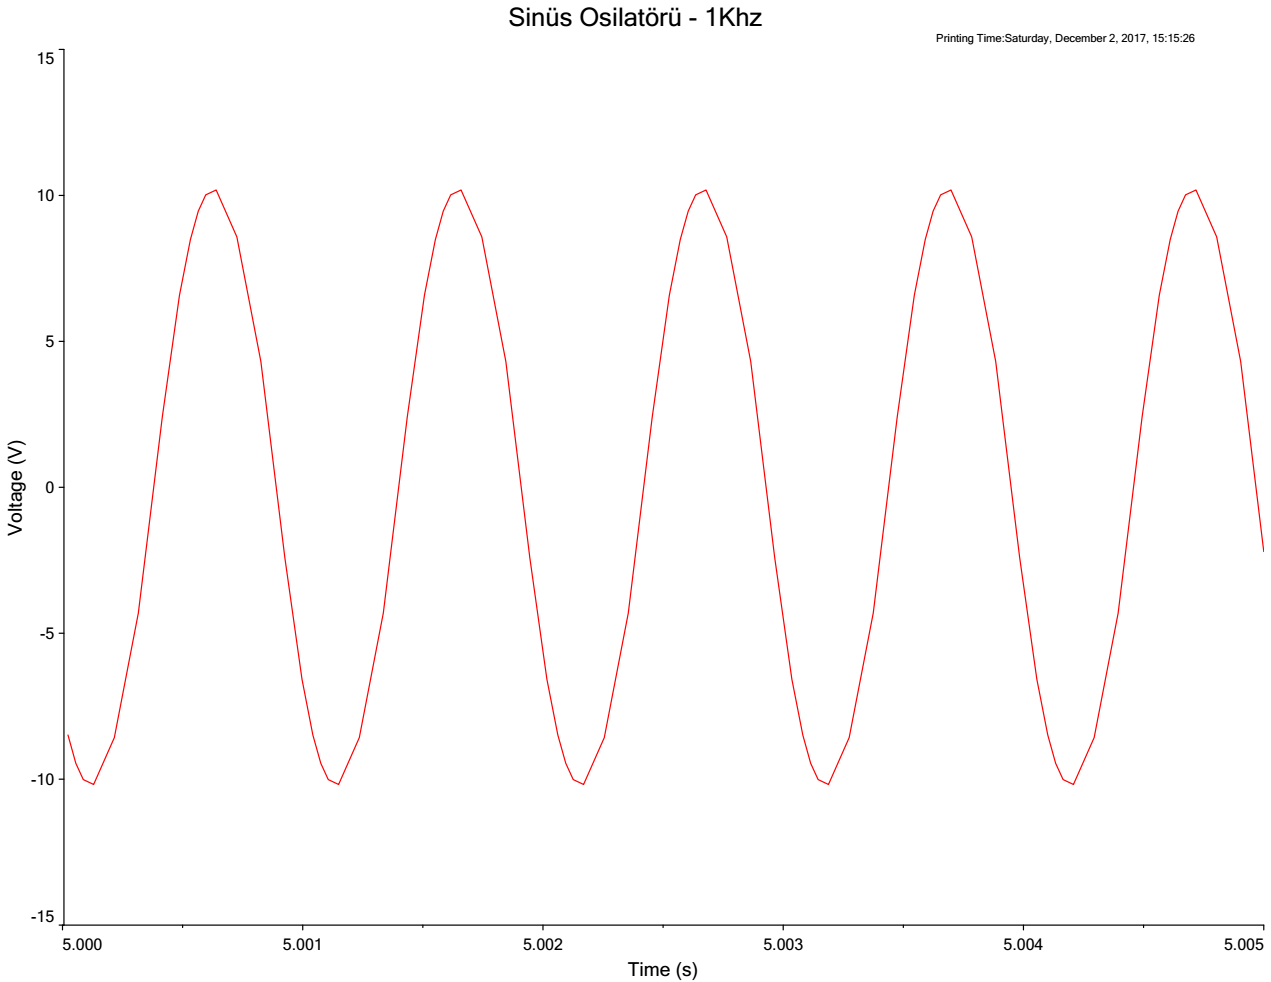 Sinüs Osilatörü - 1Khz
Printing Time:Saturday, December 2, 2017, 15:15:26
15
10
5
0
-5
-10
-15
Voltage (V)
5.000 5.001 5.002 5.003 5.004 5.005
Time (s)